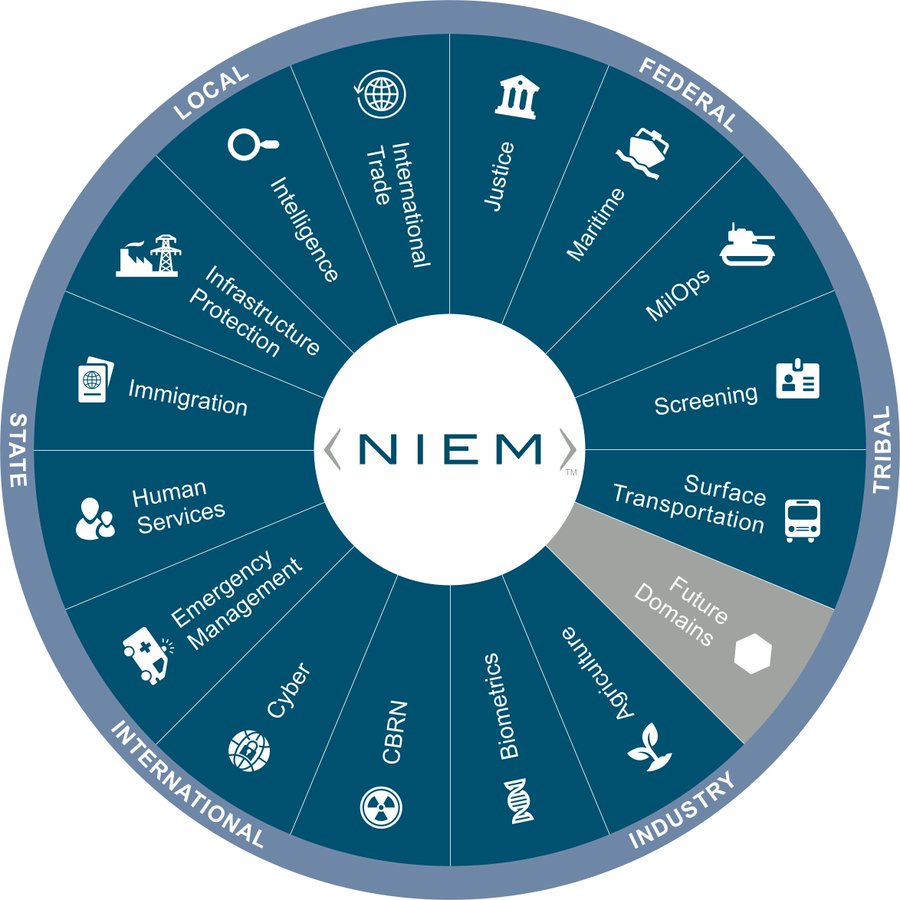 LOCAL
FEDERAL
TRIBAL
INDUSTRY
INTERNATIONAL
STATE
Justice
Maritime
MilOps
Screening
Surface
Transportation
Future
Domains
Agriculture
Biometrics
CBRN
Cyber
Emergency
Management
Human
Services
Immigration
Infrastructure
Protection
Intelligence
International
Trade
NIEM
TM